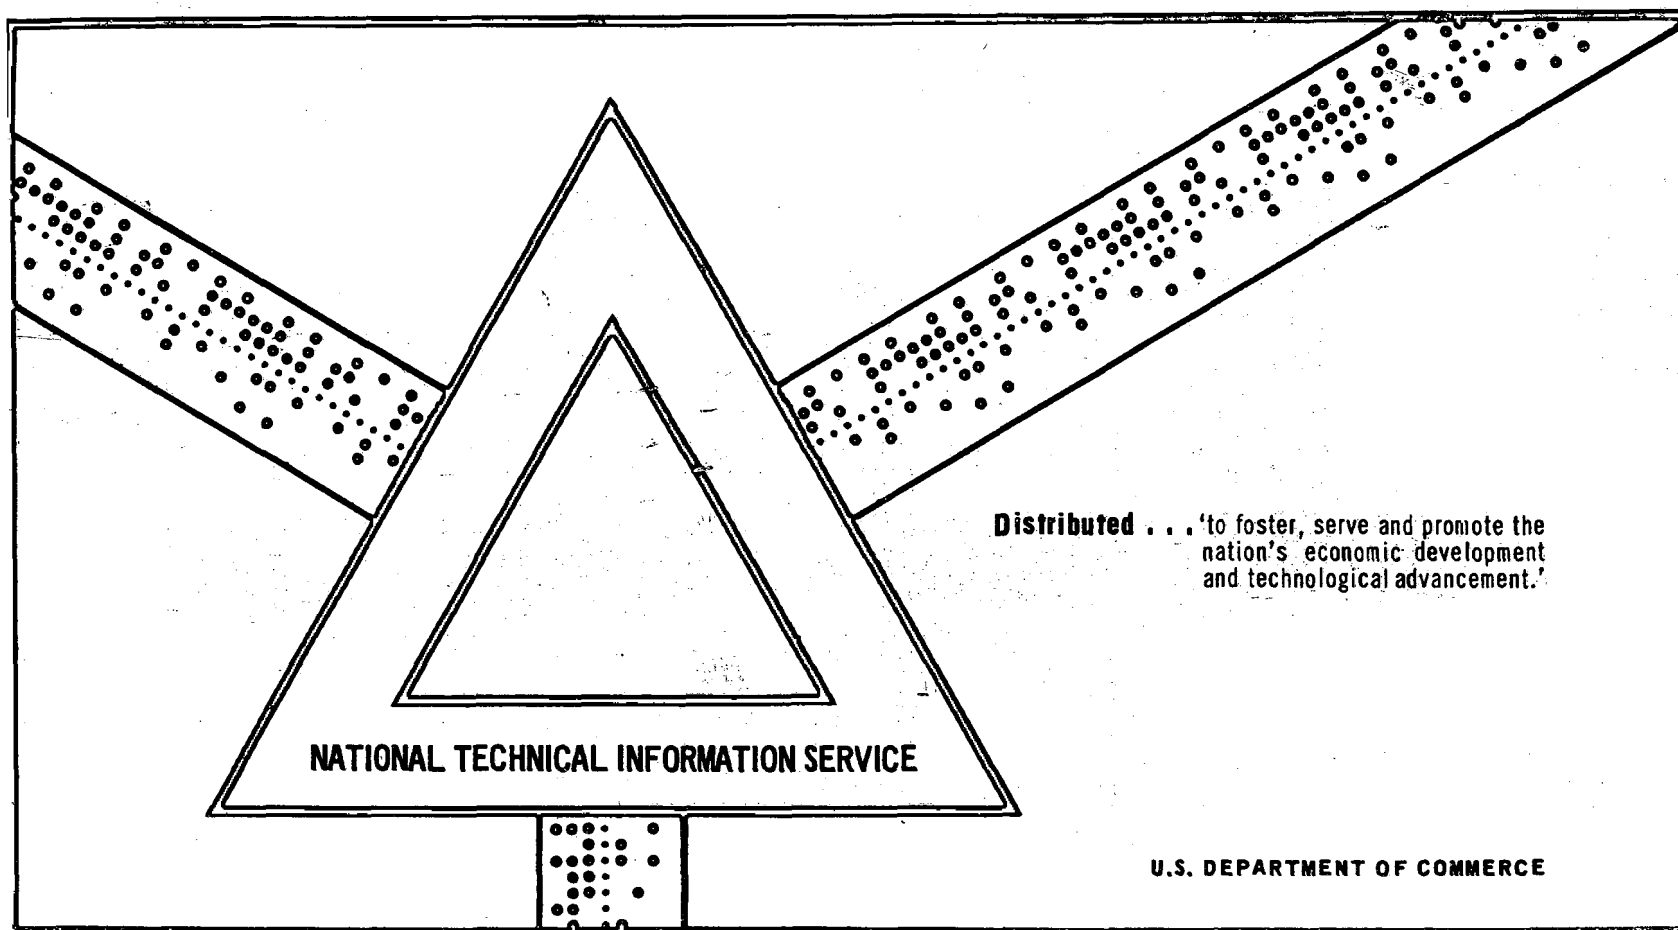 Distributed . . . 'to foster, serve and promote the
nation's economic development
and technological advancement.'
NATIONAL TECHNICAL INFORMATION SERVICE
U.S. DEPARTMENT OF COMMERCE